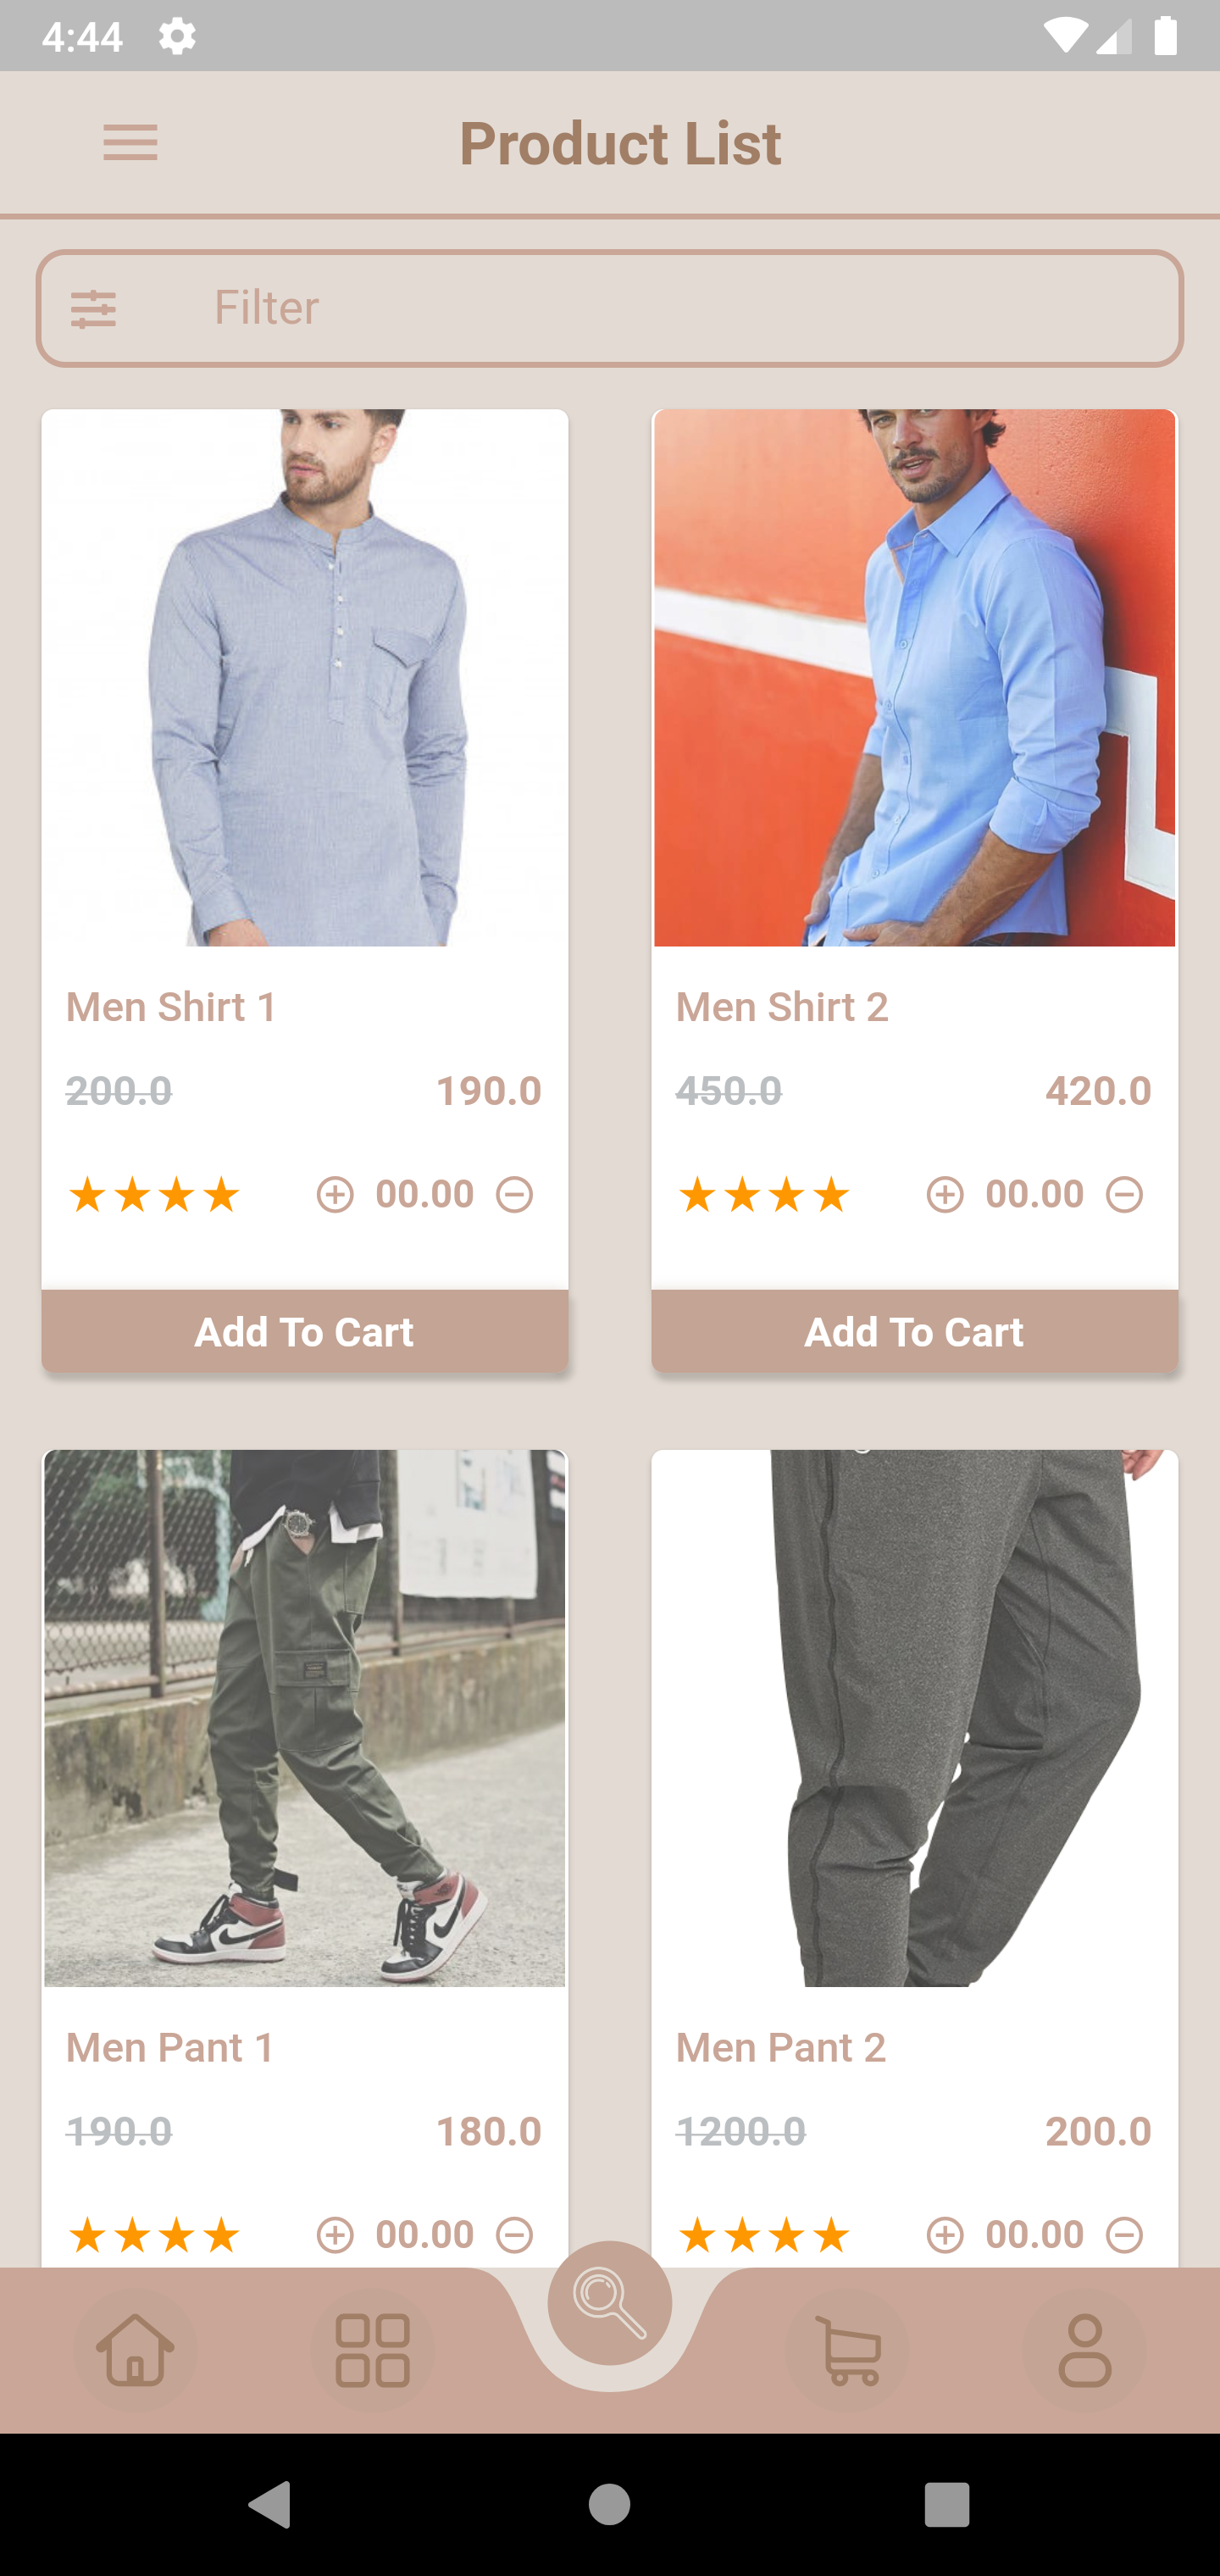 4:44
Product List
Filter
Men Shirt 1
200.0 190.0
00.00
Add To Cart
Men Shirt 2
450.0 420.0
00.00
Add To Cart
Men Pant 1
190.0 180.0
00.00
Men Pant 2
1200.0 200.0
00.00